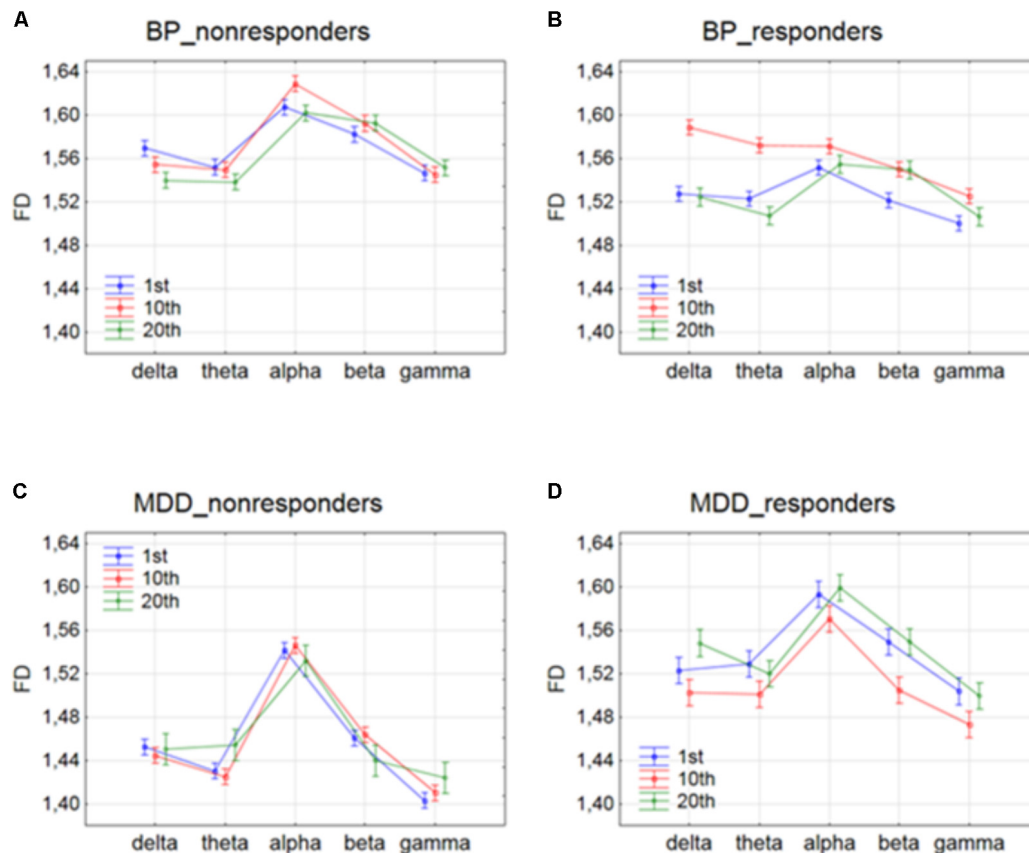 A
BP_nonresponders
1,64
1,60
1,56
1,52
1,48
1,44
1,40
FD
1st
10th
20th
delta theta alpha beta gamma
B
BP_responders
1,64
1,60
1,56
1,52
1,48
1,44
1,40
FD
1st
10th
20th
delta theta alpha beta gamma
C
MDD_nonresponders
1,64
1,60
1,56
1,52
1,48
1,44
1,40
FD
1st
10th
20th
delta theta alpha beta gamma
D
MDD_responders
1,64
1,60
1,56
1,52
1,48
1,44
1,40
FD
1st
10th
20th
delta theta alpha beta gamma